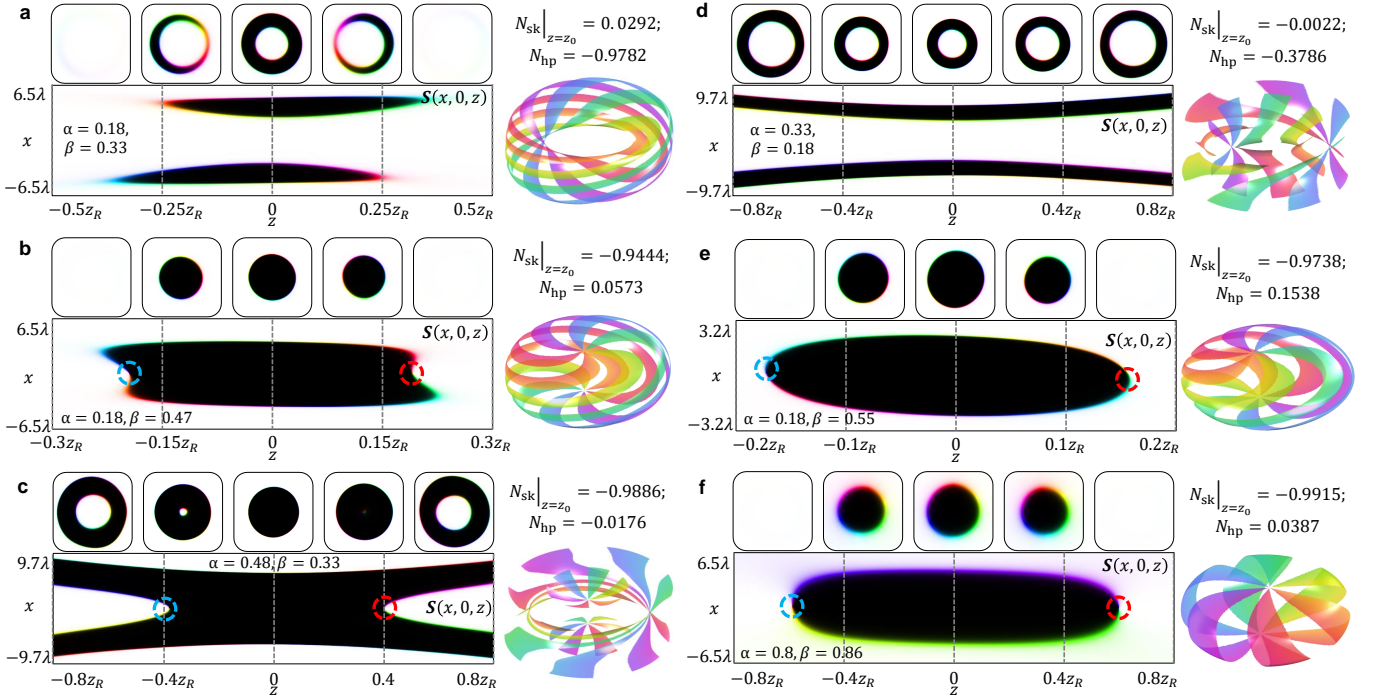 a
N_sk|_{z=z_0} = 0.0292;
N_hp = −0.9782
6.5λ
S(x, 0, z)
α = 0.18,
β = 0.33
x
−6.5λ
−0.5z_R −0.25z_R 0 0.25z_R 0.5z_R
z
b
N_sk|_{z=z_0} = −0.9444;
N_hp = 0.0573
6.5λ
S(x, 0, z)
x
α = 0.18, β = 0.47
−6.5λ
−0.3z_R −0.15z_R 0 0.15z_R 0.3z_R
z
c
N_sk|_{z=z_0} = −0.9886;
N_hp = −0.0176
9.7λ
α = 0.48, β = 0.33
x
S(x, 0, z)
−9.7λ
−0.8z_R −0.4z_R 0 0.4 0.8z_R
z
d
N_sk|_{z=z_0} = −0.0022;
N_hp = −0.3786
9.7λ
S(x, 0, z)
α = 0.33,
β = 0.18
x
−9.7λ
−0.8z_R −0.4z_R 0 0.4z_R 0.8z_R
z
e
N_sk|_{z=z_0} = −0.9738;
N_hp = 0.1538
3.2λ
S(x, 0, z)
x
α = 0.18, β = 0.55
−3.2λ
−0.2z_R −0.1z_R 0 0.1z_R 0.2z_R
z
f
N_sk|_{z=z_0} = −0.9915;
N_hp = 0.0387
6.5λ
S(x, 0, z)
x
α = 0.8, β = 0.86
−6.5λ
−0.8z_R −0.4z_R 0 0.4z_R 0.8z_R
z